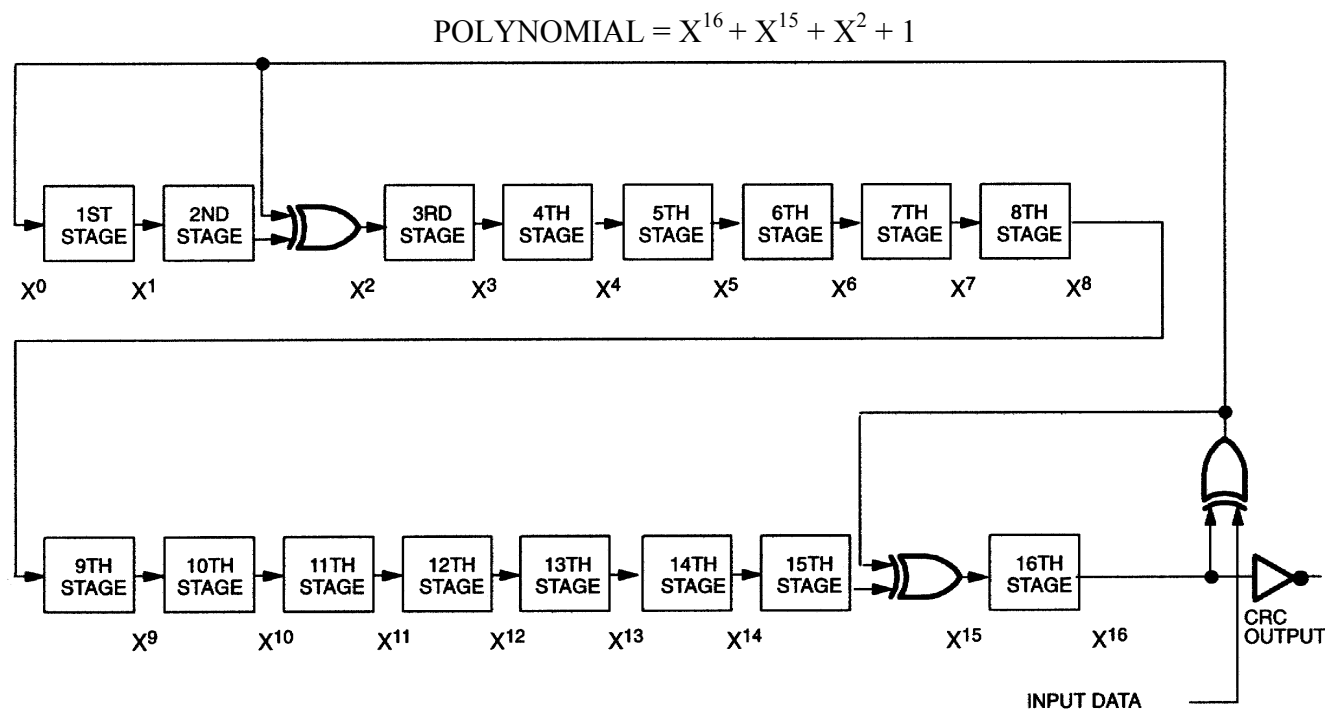 POLYNOMIAL = X¹⁶ + X¹⁵ + X² + 1
1ST STAGE
2ND STAGE
3RD STAGE
4TH STAGE
5TH STAGE
6TH STAGE
7TH STAGE
8TH STAGE
X⁰ X¹ X² X³ X⁴ X⁵ X⁶ X⁷ X⁸
9TH STAGE
10TH STAGE
11TH STAGE
12TH STAGE
13TH STAGE
14TH STAGE
15TH STAGE
16TH STAGE
X⁹ X¹⁰ X¹¹ X¹² X¹³ X¹⁴ X¹⁵ X¹⁶
CRC
OUTPUT
INPUT DATA